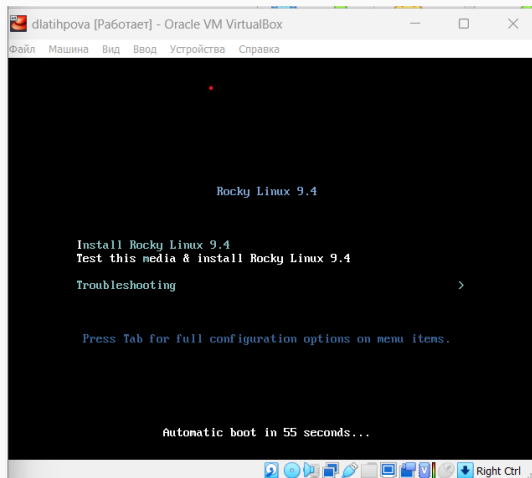 dlatihpova [Работает] - Oracle VM VirtualBox
Файл Машина Вид Ввод Устройства Справка
Rocky Linux 9.4
Install Rocky Linux 9.4
Test this media & install Rocky Linux 9.4
Troubleshooting >
Press Tab for full configuration options on menu items.
Automatic boot in 55 seconds...
Right Ctrl